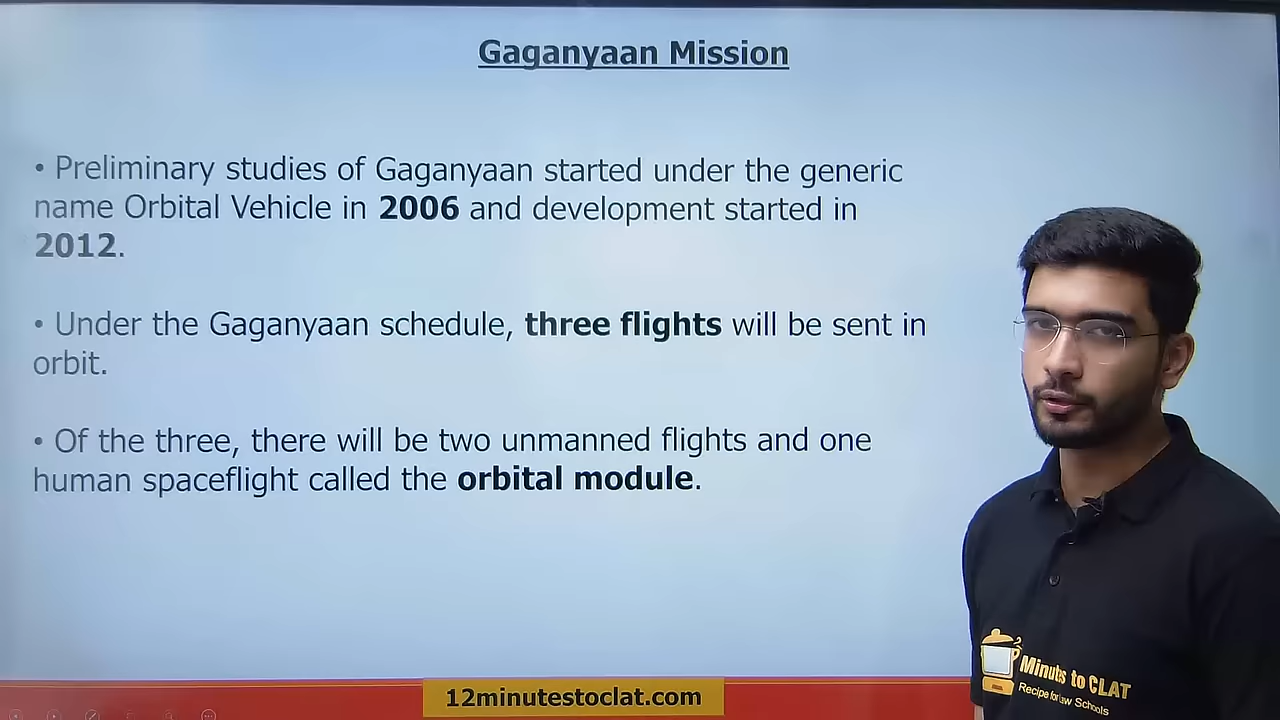 Gaganyaan Mission
• Preliminary studies of Gaganyaan started under the generic
name Orbital Vehicle in 2006 and development started in
2012.
• Under the Gaganyaan schedule, three flights will be sent in
orbit.
• Of the three, there will be two unmanned flights and one
human spaceflight called the orbital module.
12minutestoclat.com
Minutes to CLAT
Recipe for Law Schools